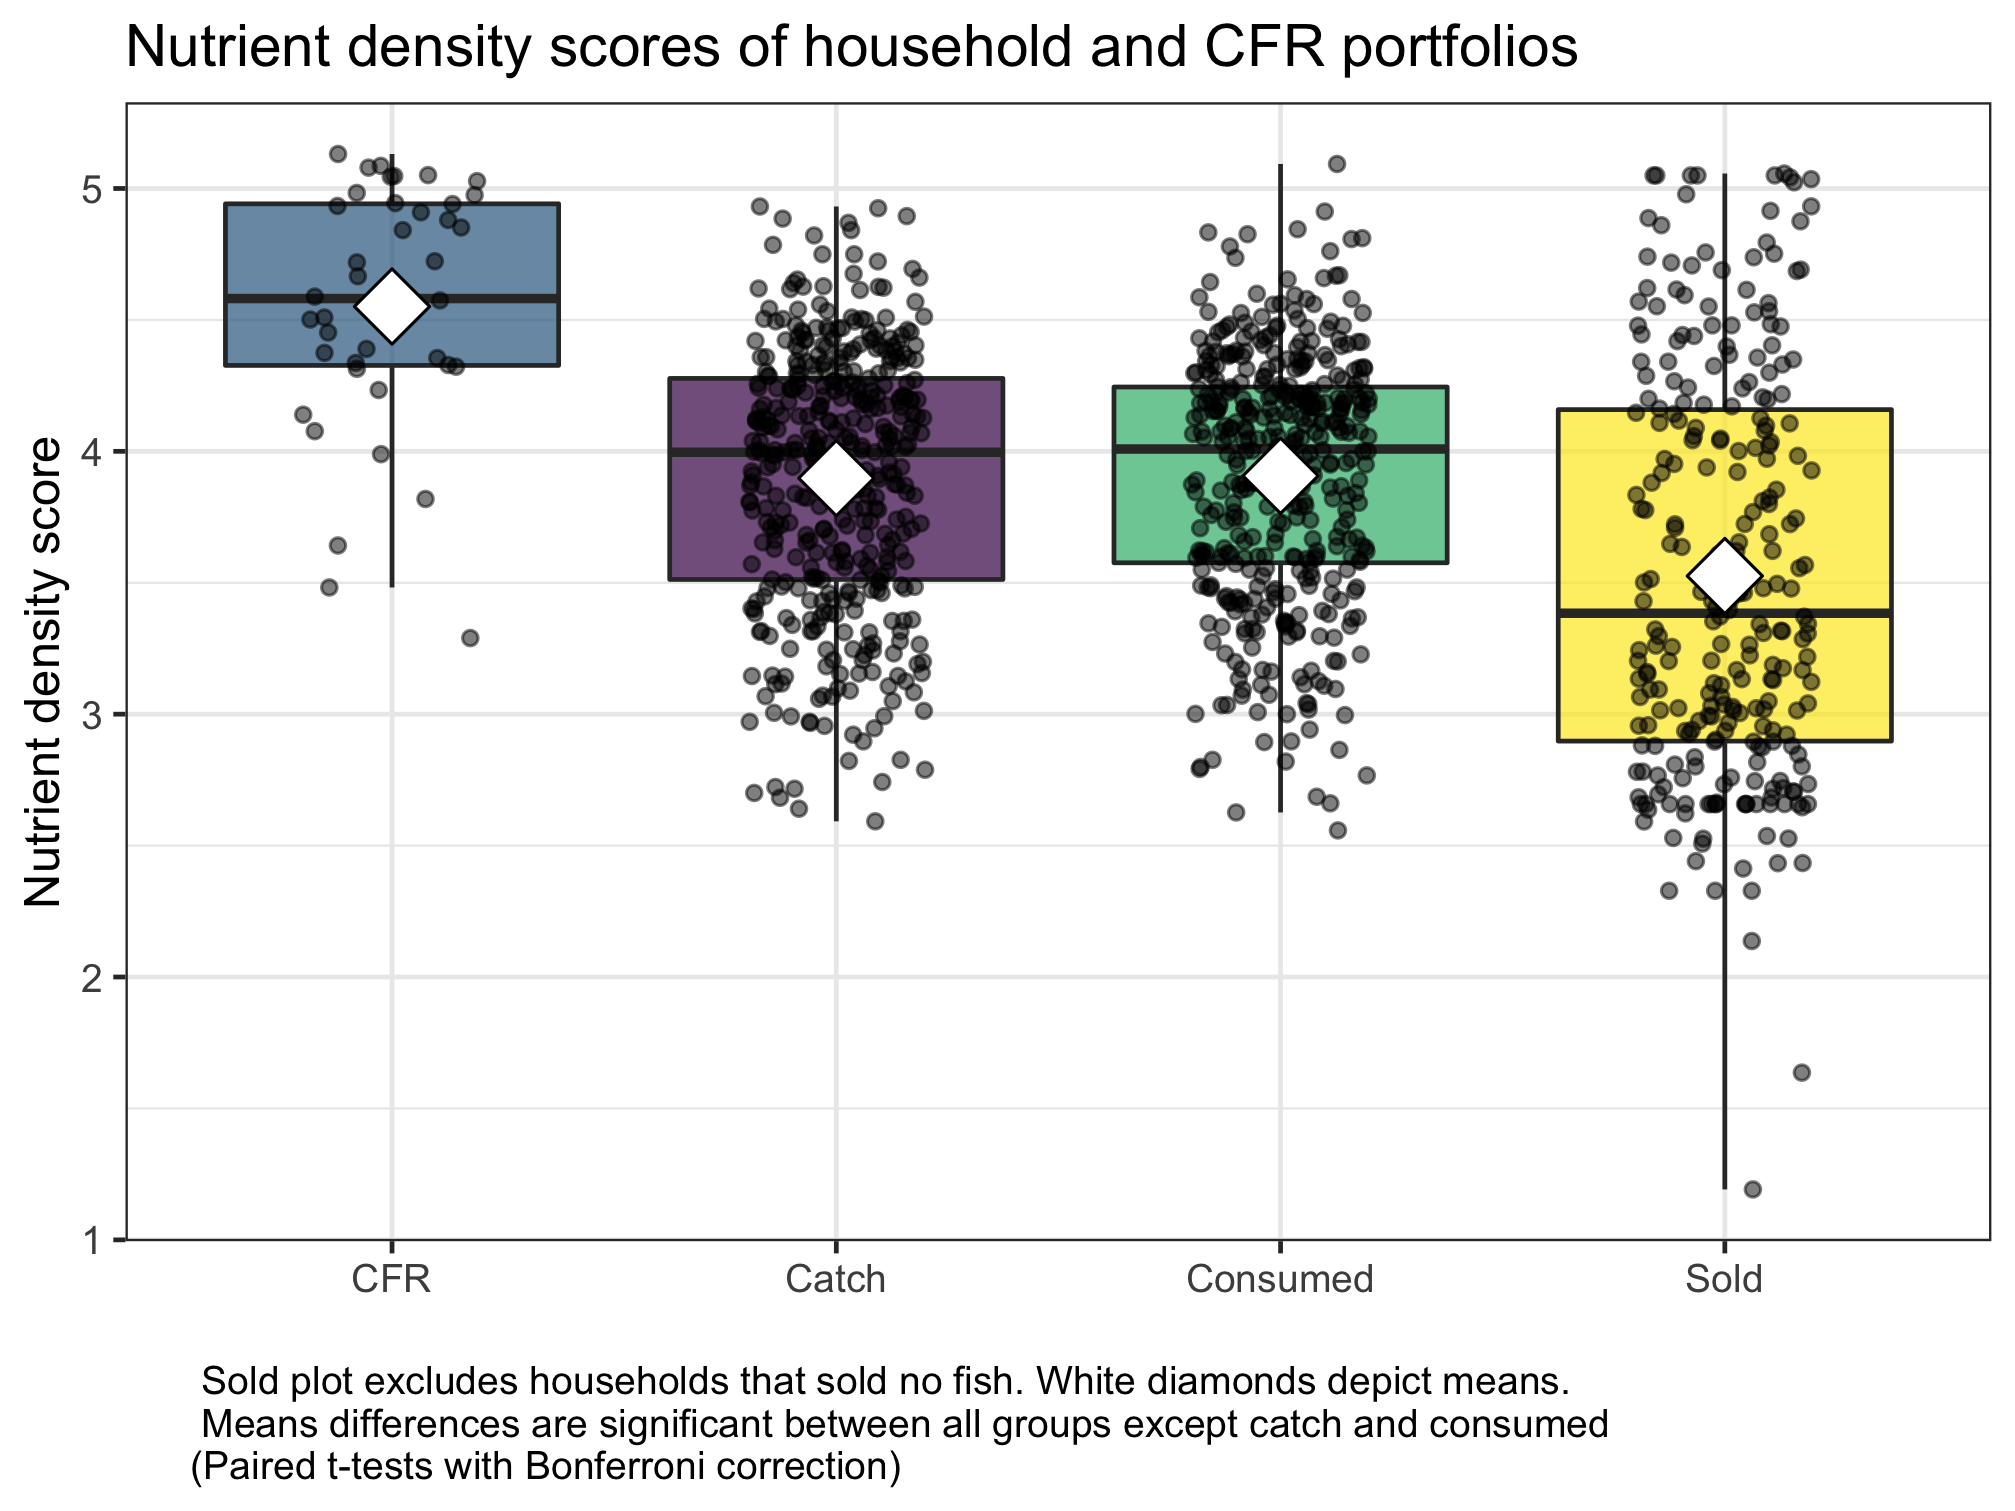 Nutrient density scores of household and CFR portfolios
Nutrient density score
5
4
3
2
1
CFR
Catch
Consumed
Sold
Sold plot excludes households that sold no fish. White diamonds depict means.
Means differences are significant between all groups except catch and consumed
(Paired t-tests with Bonferroni correction)